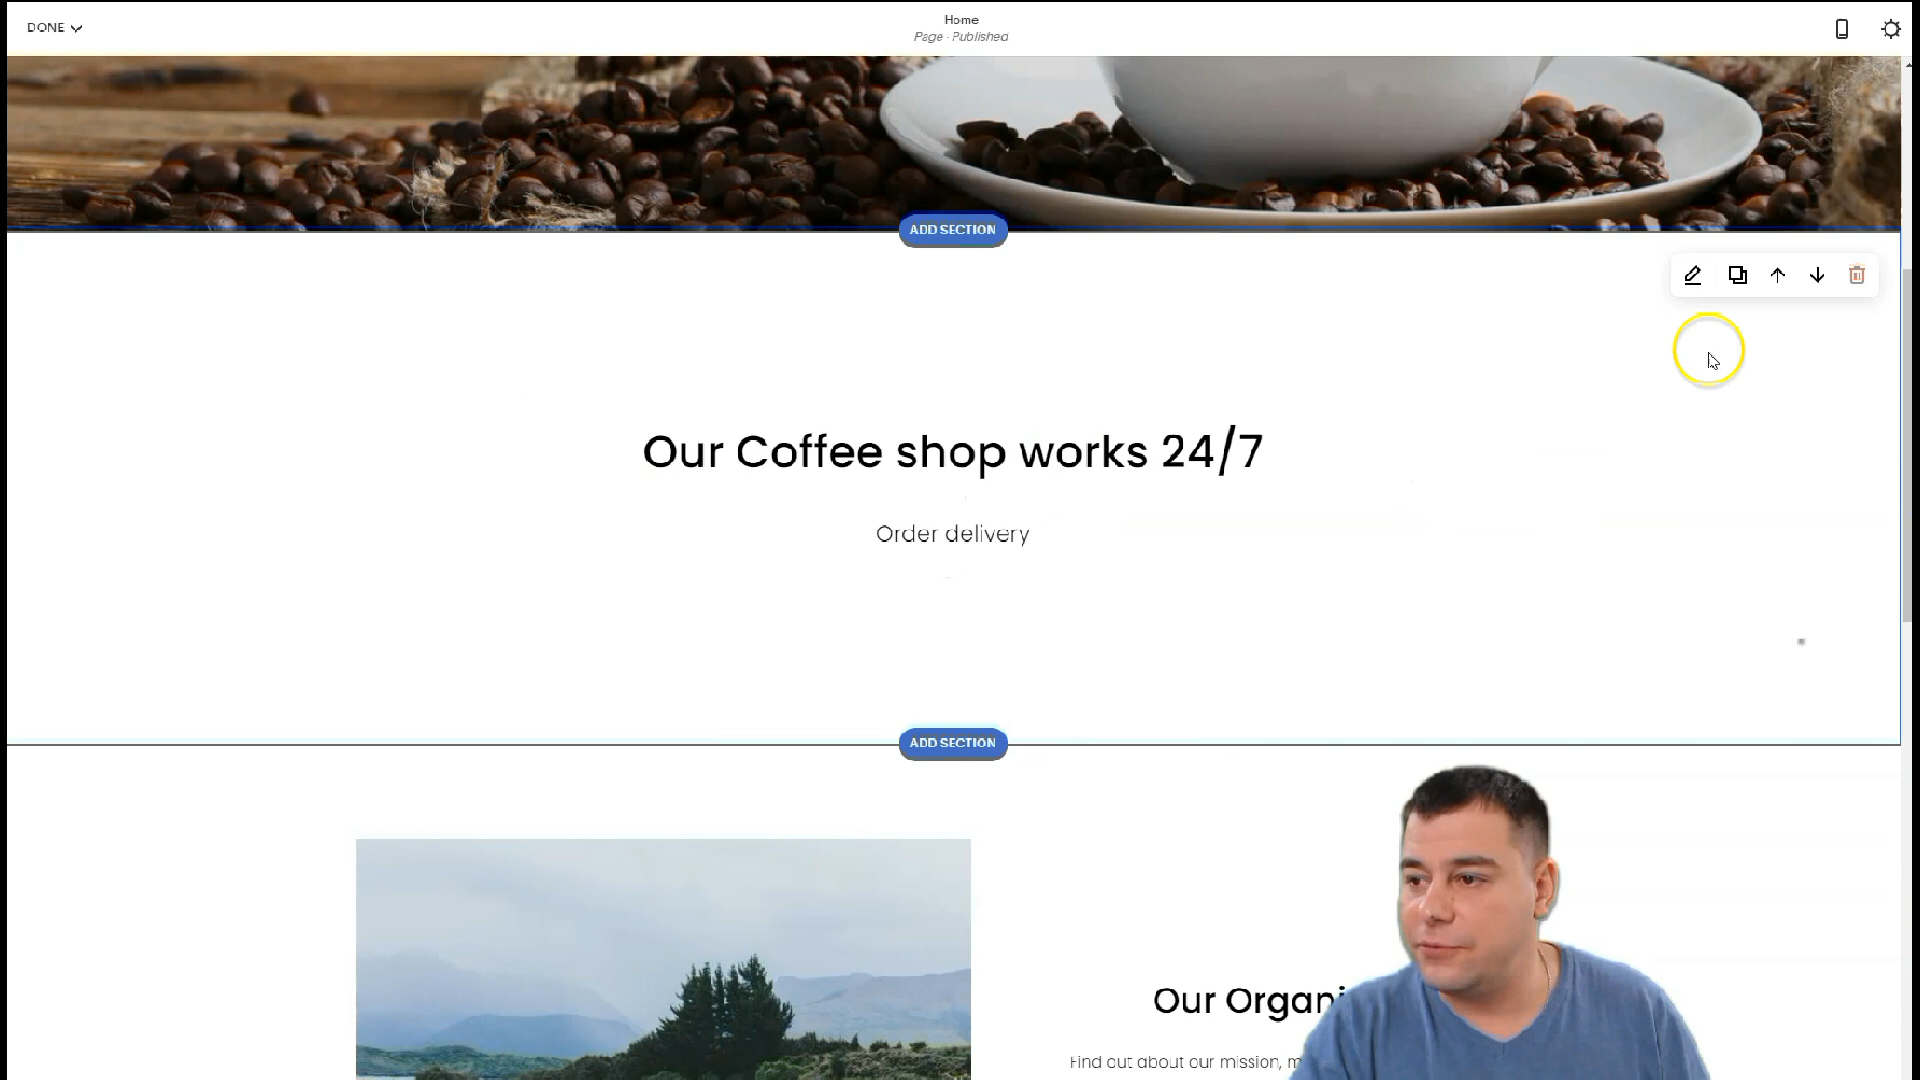 DONE
Home
Page · Published
ADD SECTION
Our Coffee shop works 24/7
Order delivery
ADD SECTION
Our Organi
Find out about our mission, m